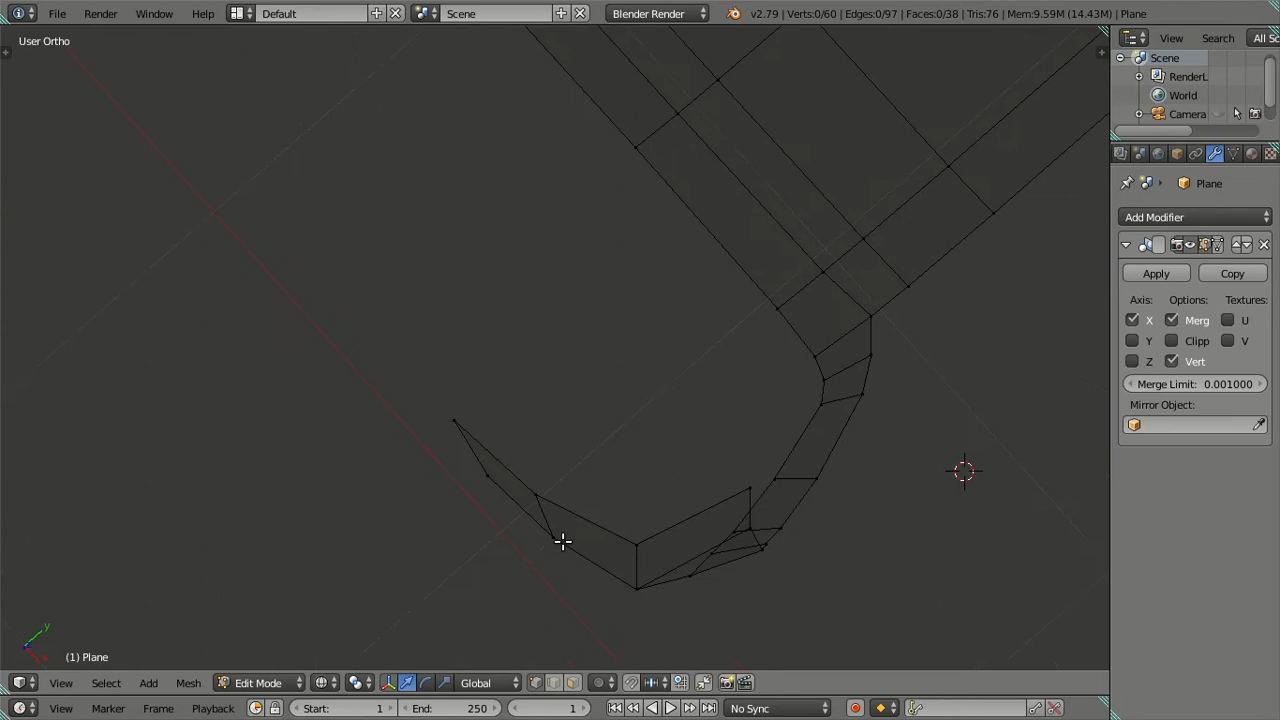 File Render Window Help Default Scene Blender Render v2.79 | Verts:0/60 | Edges:0/97 | Faces:0/38 | Tris:76 | Mem:9.59M (14.43M) | Plane
User Ortho
View Search All Sc
Scene
RenderL
World
Camera
Plane
Add Modifier
Apply Copy
Axis: Options: Textures:
X Merg U
Y Clipp V
Z Vert
Merge Limit: 0.001000
Mirror Object:
y
x
(1) Plane
View Select Add Mesh Edit Mode Global
View Marker Frame Playback Start: 1 End: 250 1 No Sync